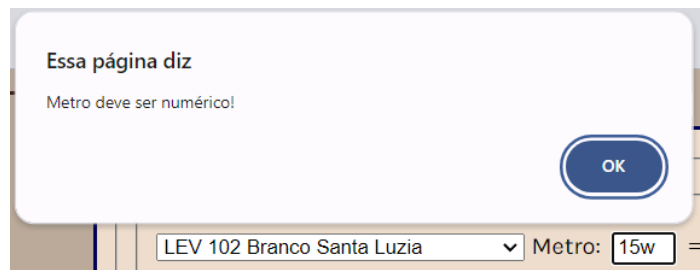 Essa página diz
Metro deve ser numérico!
OK
LEV 102 Branco Santa Luzia Metro: 15w =